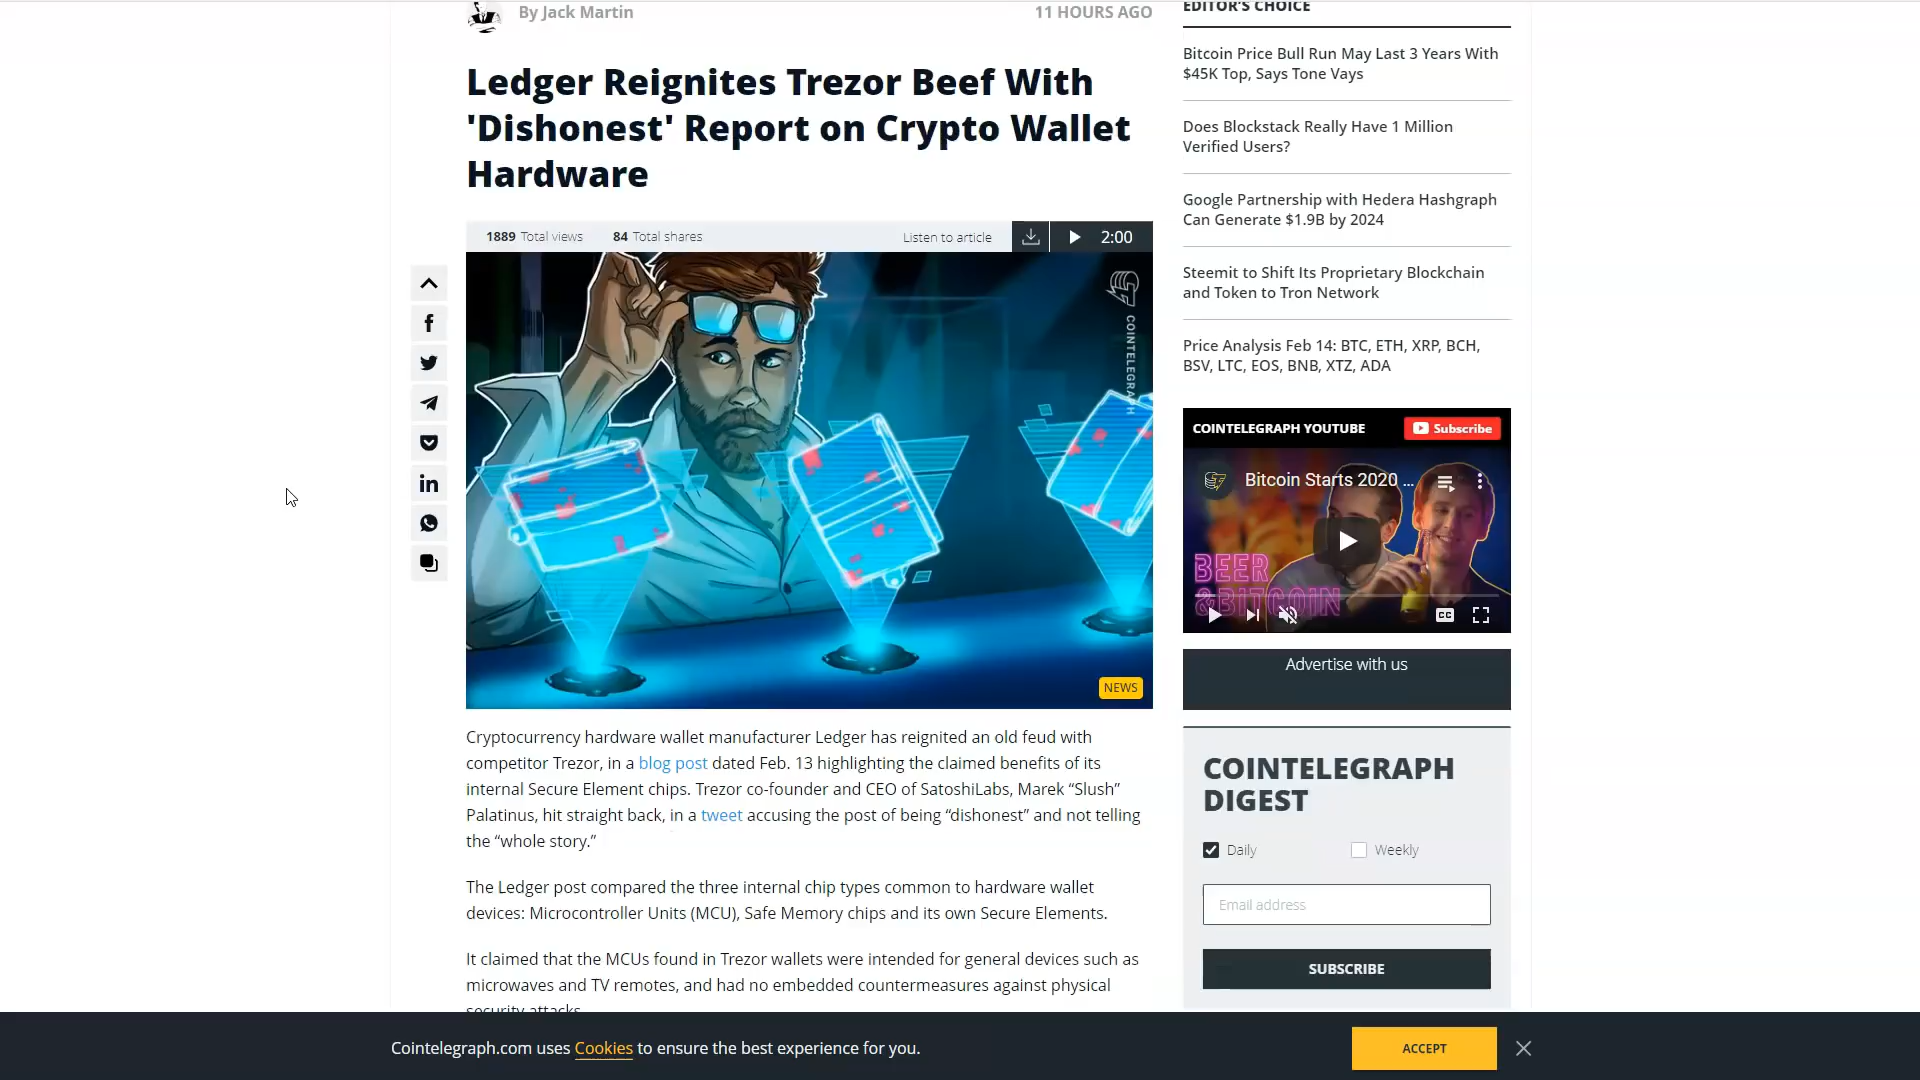 By Jack Martin
11 HOURS AGO
Ledger Reignites Trezor Beef With
'Dishonest' Report on Crypto Wallet
Hardware
1889 Total views 84 Total shares Listen to article 2:00
COINTELEGRAPH
NEWS
Cryptocurrency hardware wallet manufacturer Ledger has reignited an old feud with
competitor Trezor, in a blog post dated Feb. 13 highlighting the claimed benefits of its
internal Secure Element chips. Trezor co-founder and CEO of SatoshiLabs, Marek “Slush”
Palatinus, hit straight back, in a tweet accusing the post of being “dishonest” and not telling
the “whole story.”
The Ledger post compared the three internal chip types common to hardware wallet
devices: Microcontroller Units (MCU), Safe Memory chips and its own Secure Elements.
It claimed that the MCUs found in Trezor wallets were intended for general devices such as
microwaves and TV remotes, and had no embedded countermeasures against physical
security attacks.
EDITOR'S CHOICE
Bitcoin Price Bull Run May Last 3 Years With
$45K Top, Says Tone Vays
Does Blockstack Really Have 1 Million
Verified Users?
Google Partnership with Hedera Hashgraph
Can Generate $1.9B by 2024
Steemit to Shift Its Proprietary Blockchain
and Token to Tron Network
Price Analysis Feb 14: BTC, ETH, XRP, BCH,
BSV, LTC, EOS, BNB, XTZ, ADA
COINTELEGRAPH YOUTUBE
Subscribe
Bitcoin Starts 2020 ...
BEER
&BITCOIN
CC
Advertise with us
COINTELEGRAPH
DIGEST
Daily Weekly
Email address
SUBSCRIBE
Cointelegraph.com uses Cookies to ensure the best experience for you.
ACCEPT